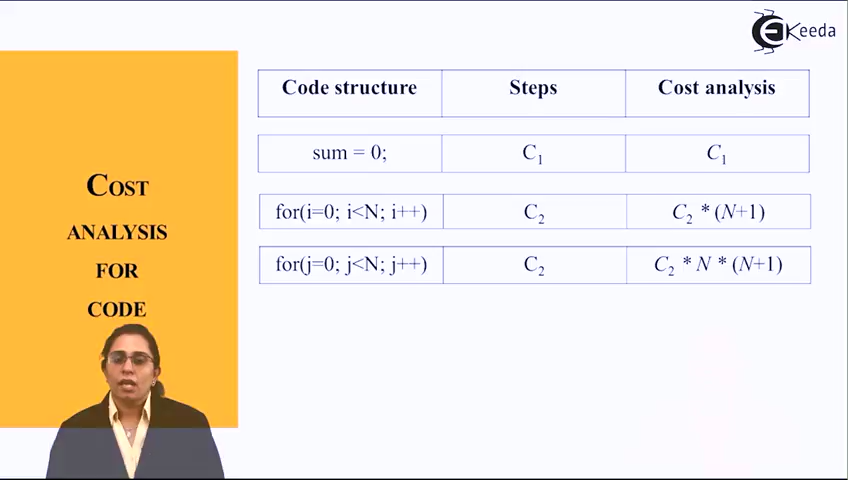 Keeda
Code structure Steps Cost analysis
sum = 0; C₁ C₁
for(i=0; i<N; i++) C₂ C₂ * (N+1)
for(j=0; j<N; j++) C₂ C₂ * N * (N+1)
COST
ANALYSIS
FOR
CODE